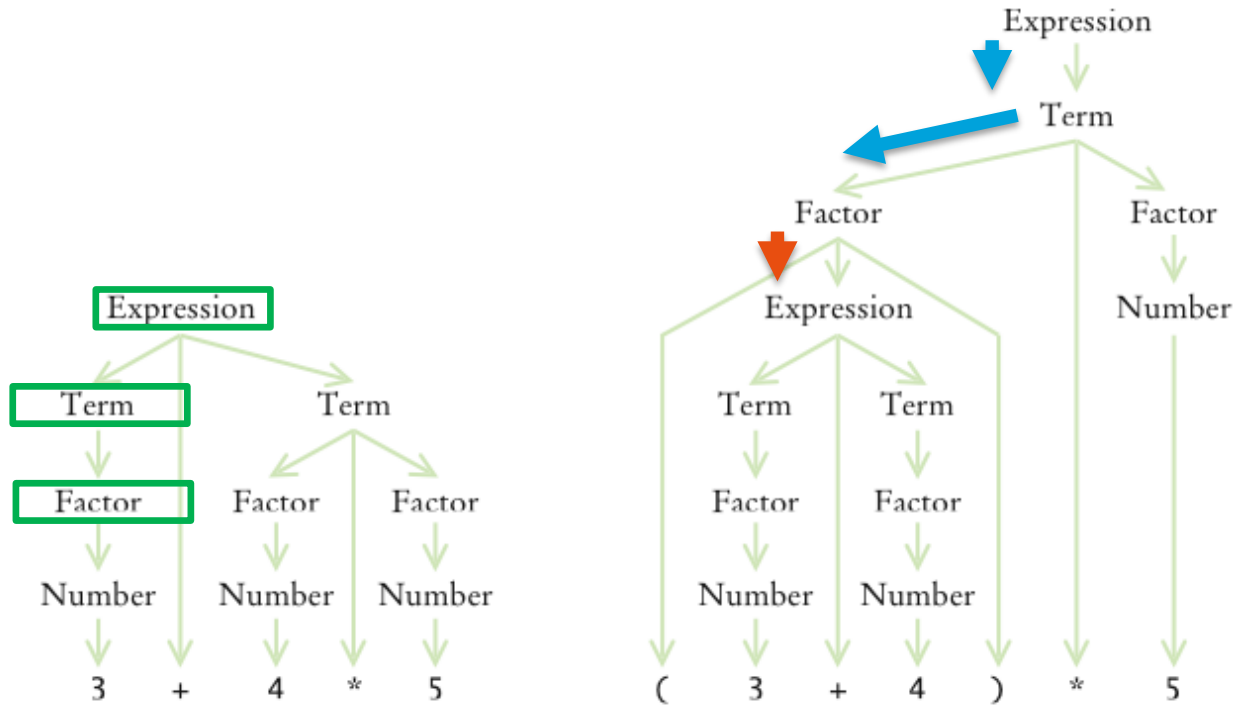 Expression
Term
Factor Factor
Expression Expression Number
Term Term Term Term
Factor Factor Factor Factor Factor
Number Number Number Number Number
3 + 4 * 5 ( 3 + 4 ) * 5